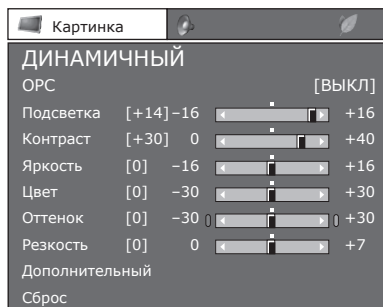 Картинка
ДИНАМИЧНЫЙ
OPC [ВЫКЛ]
Подсветка [+14] –16 +16
Контраст [+30] 0 +40
Яркость [0] –16 +16
Цвет [0] –30 +30
Оттенок [0] –30 +30
Резкость [0] 0 +7
Дополнительный
Сброс